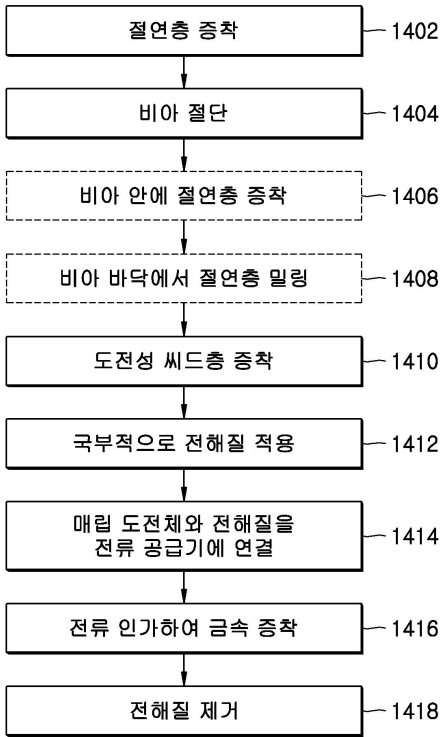 절연층 증착 1402
비아 절단 1404
비아 안에 절연층 증착 1406
비아 바닥에서 절연층 밀링 1408
도전성 씨드층 증착 1410
국부적으로 전해질 적용 1412
매립 도전체와 전해질을
전류 공급기에 연결 1414
전류 인가하여 금속 증착 1416
전해질 제거 1418